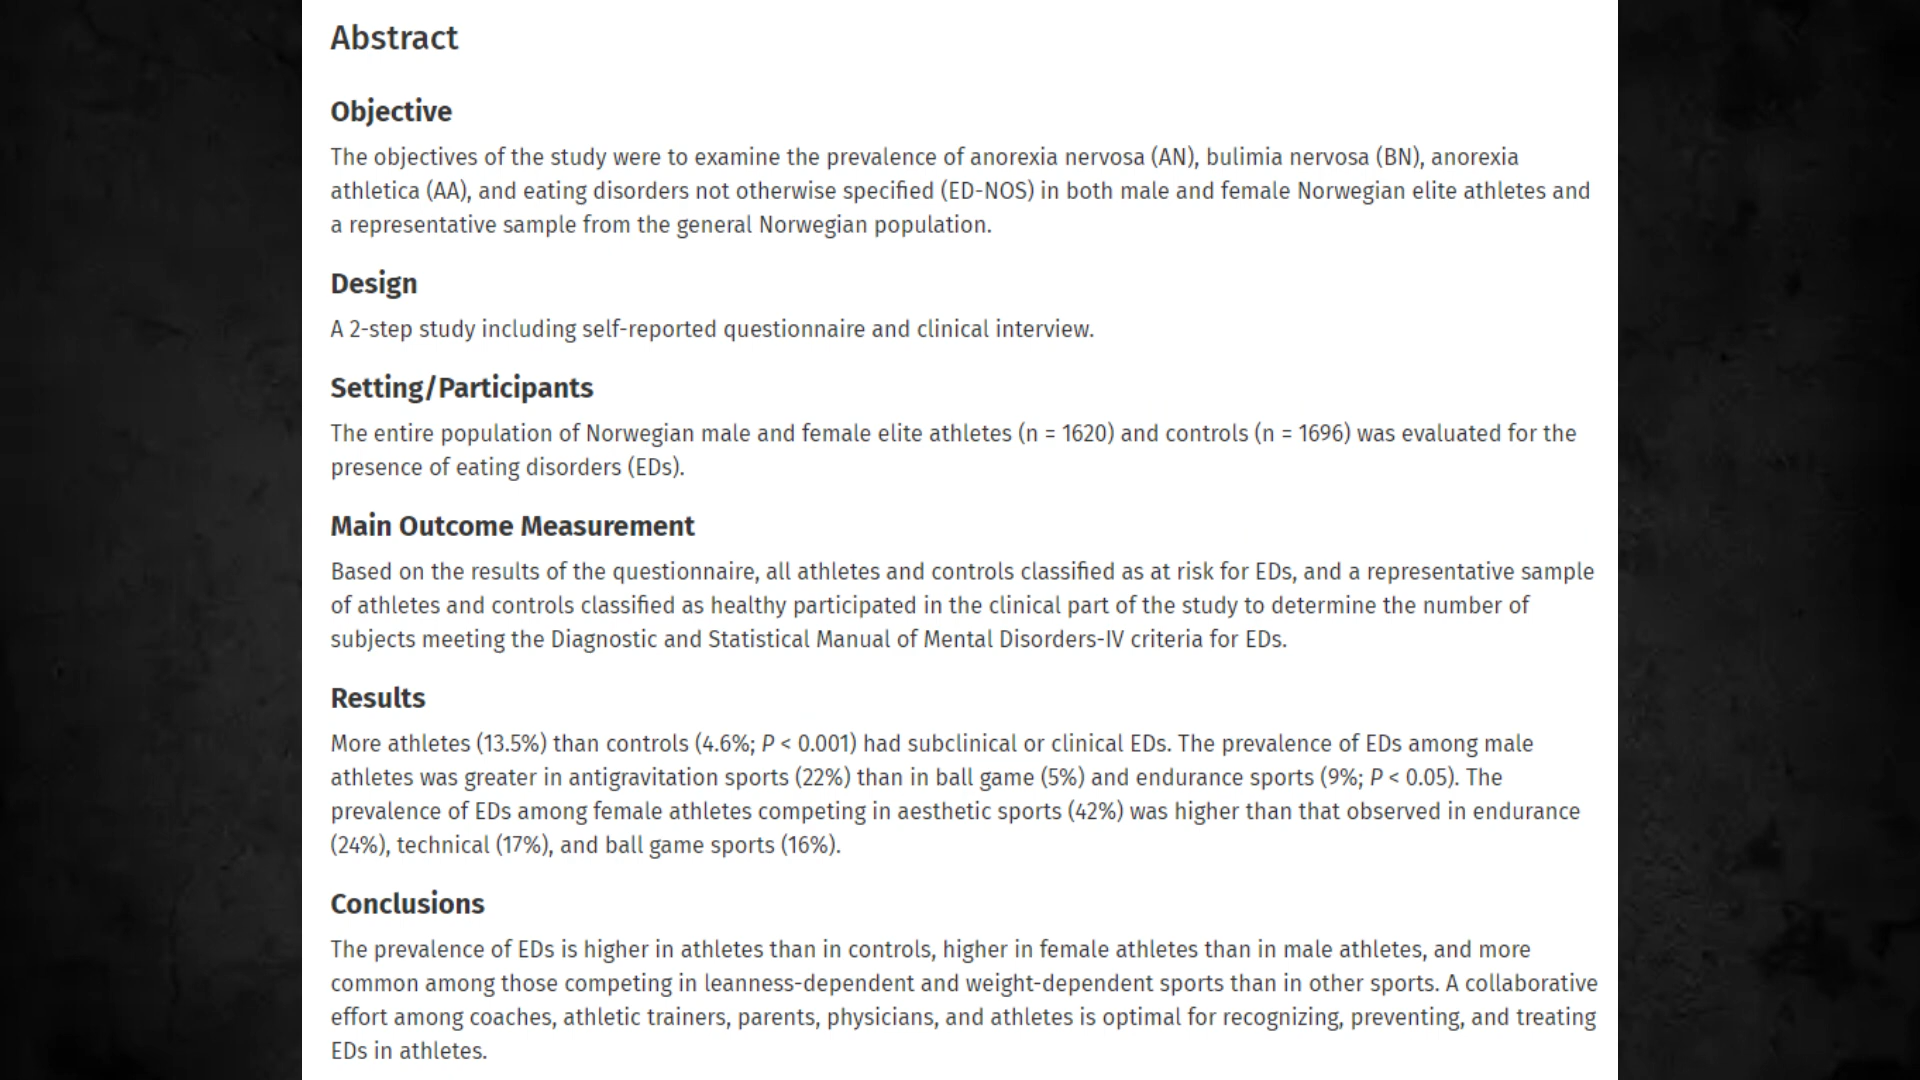 Abstract
Objective
The objectives of the study were to examine the prevalence of anorexia nervosa (AN), bulimia nervosa (BN), anorexia
athletica (AA), and eating disorders not otherwise specified (ED-NOS) in both male and female Norwegian elite athletes and
a representative sample from the general Norwegian population.
Design
A 2-step study including self-reported questionnaire and clinical interview.
Setting/Participants
The entire population of Norwegian male and female elite athletes (n = 1620) and controls (n = 1696) was evaluated for the
presence of eating disorders (EDs).
Main Outcome Measurement
Based on the results of the questionnaire, all athletes and controls classified as at risk for EDs, and a representative sample
of athletes and controls classified as healthy participated in the clinical part of the study to determine the number of
subjects meeting the Diagnostic and Statistical Manual of Mental Disorders-IV criteria for EDs.
Results
More athletes (13.5%) than controls (4.6%; P < 0.001) had subclinical or clinical EDs. The prevalence of EDs among male
athletes was greater in antigravitation sports (22%) than in ball game (5%) and endurance sports (9%; P < 0.05). The
prevalence of EDs among female athletes competing in aesthetic sports (42%) was higher than that observed in endurance
(24%), technical (17%), and ball game sports (16%).
Conclusions
The prevalence of EDs is higher in athletes than in controls, higher in female athletes than in male athletes, and more
common among those competing in leanness-dependent and weight-dependent sports than in other sports. A collaborative
effort among coaches, athletic trainers, parents, physicians, and athletes is optimal for recognizing, preventing, and treating
EDs in athletes.